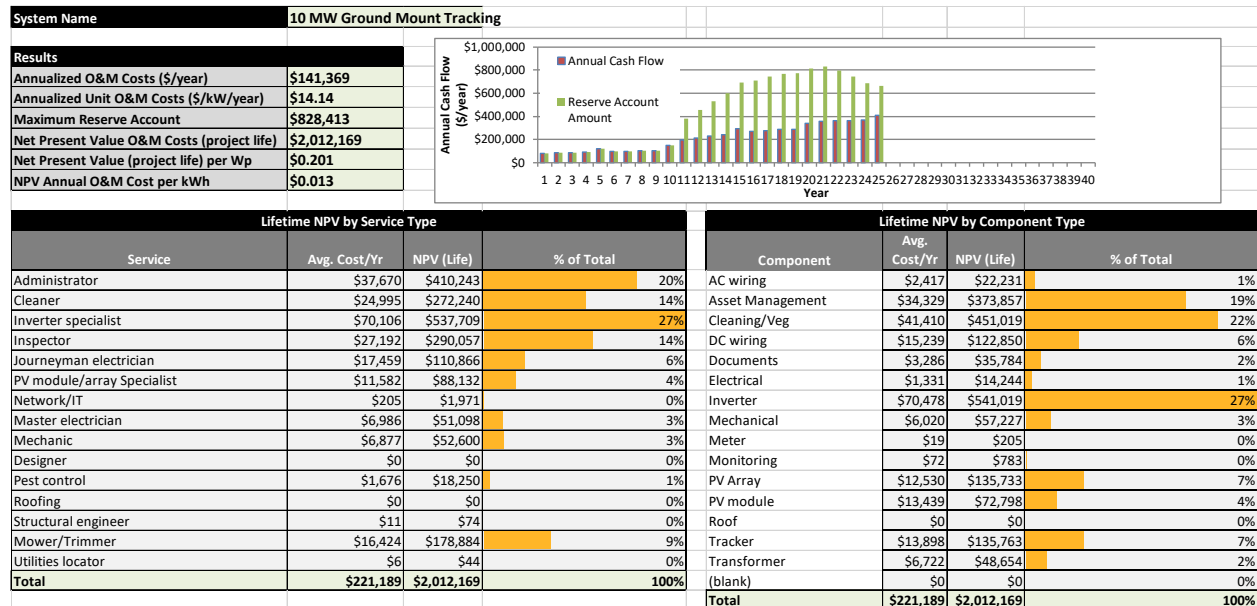 System Name 10 MW Ground Mount Tracking
Results
Annualized O&M Costs ($/year) $141,369
Annualized Unit O&M Costs ($/kW/year) $14.14
Maximum Reserve Account $828,413
Net Present Value O&M Costs (project life) $2,012,169
Net Present Value (project life) per Wp $0.201
NPV Annual O&M Cost per kWh $0.013
Annual Cash Flow
($/year)
$1,000,000
$800,000
$600,000
$400,000
$200,000
$0
Annual Cash Flow
Reserve Account
Amount
1 2 3 4 5 6 7 8 9 10 11 12 13 14 15 16 17 18 19 20 21 22 23 24 25 26 27 28 29 30 31 32 33 34 35 36 37 38 39 40
Year
Lifetime NPV by Service Type
Service Avg. Cost/Yr NPV (Life) % of Total
Administrator $37,670 $410,243 20%
Cleaner $24,995 $272,240 14%
Inverter specialist $70,106 $537,709 27%
Inspector $27,192 $290,057 14%
Journeyman electrician $17,459 $110,866 6%
PV module/array Specialist $11,582 $88,132 4%
Network/IT $205 $1,971 0%
Master electrician $6,986 $51,098 3%
Mechanic $6,877 $52,600 3%
Designer $0 $0 0%
Pest control $1,676 $18,250 1%
Roofing $0 $0 0%
Structural engineer $11 $74 0%
Mower/Trimmer $16,424 $178,884 9%
Utilities locator $6 $44 0%
Total $221,189 $2,012,169 100%
Lifetime NPV by Component Type
Component Avg. Cost/Yr NPV (Life) % of Total
AC wiring $2,417 $22,231 1%
Asset Management $34,329 $373,857 19%
Cleaning/Veg $41,410 $451,019 22%
DC wiring $15,239 $122,850 6%
Documents $3,286 $35,784 2%
Electrical $1,331 $14,244 1%
Inverter $70,478 $541,019 27%
Mechanical $6,020 $57,227 3%
Meter $19 $205 0%
Monitoring $72 $783 0%
PV Array $12,530 $135,733 7%
PV module $13,439 $72,798 4%
Roof $0 $0 0%
Tracker $13,898 $135,763 7%
Transformer $6,722 $48,654 2%
(blank) $0 $0 0%
Total $221,189 $2,012,169 100%